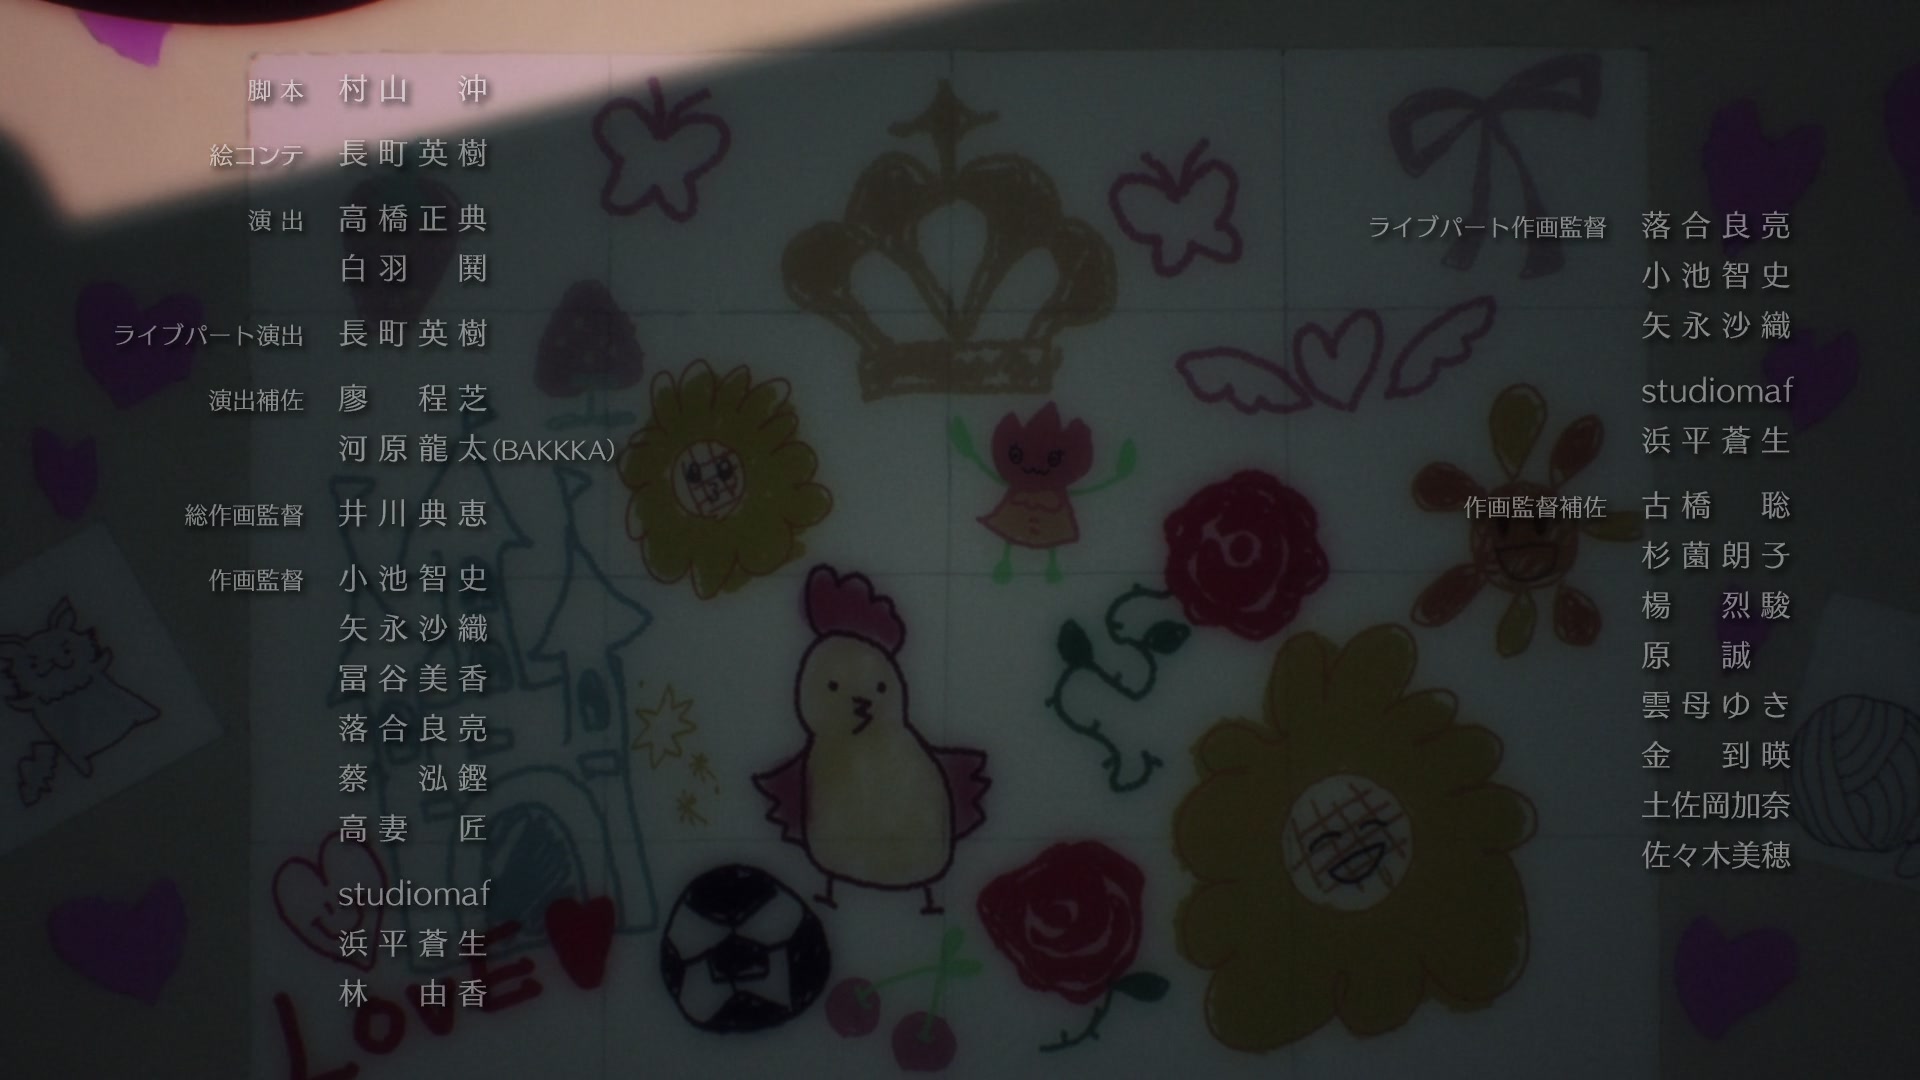 脚本 村山 沖
絵コンテ 長町英樹
演出 高橋正典
白羽 鬨
ライブパート演出 長町英樹
演出補佐 廖 程芝
河原龍太(BAKKKA)
総作画監督 井川典恵
作画監督 小池智史
矢永沙織
冨谷美香
落合良亮
蔡 泓鏗
高妻 匠
studiomaf
浜平蒼生
林 由香
ライブパート作画監督 落合良亮
小池智史
矢永沙織
studiomaf
浜平蒼生
作画監督補佐 古橋 聡
杉薗朗子
楊 烈駿
原 誠
雲母ゆき
金 到暎
土佐岡加奈
佐々木美穂
LOVE